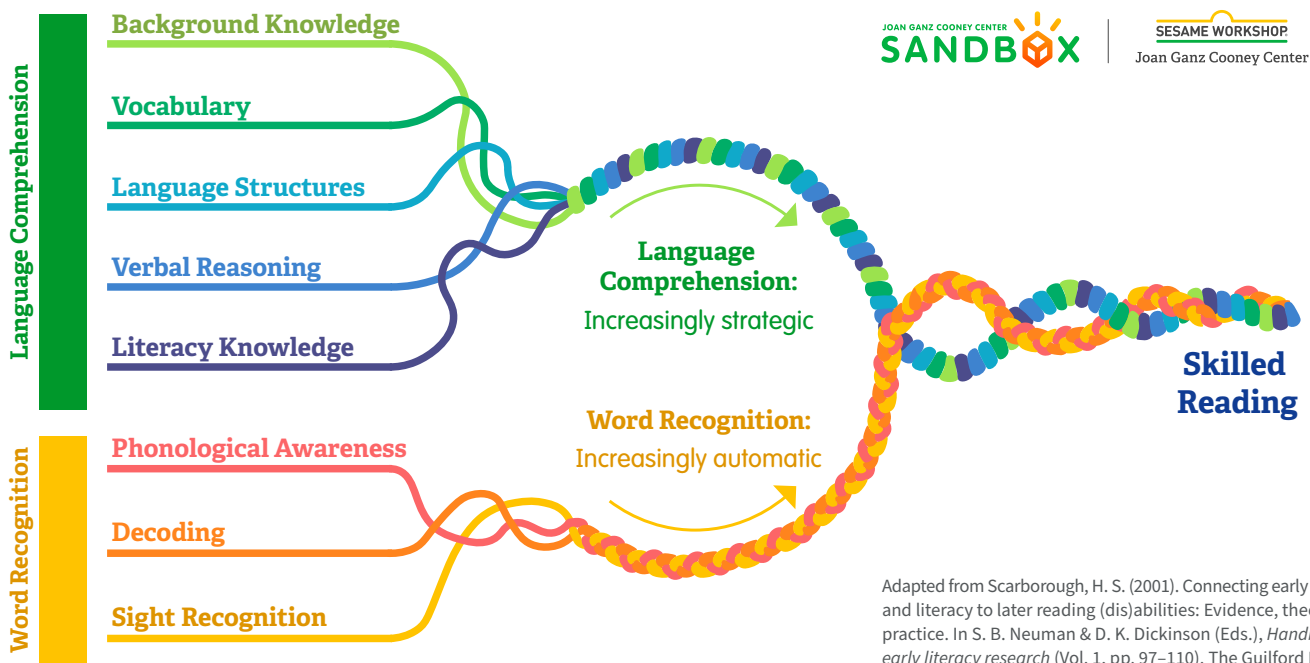 Language Comprehension
Background Knowledge
Vocabulary
Language Structures
Verbal Reasoning
Literacy Knowledge
Word Recognition
Phonological Awareness
Decoding
Sight Recognition
Language
Comprehension:
Increasingly strategic
Word Recognition:
Increasingly automatic
JOAN GANZ COONEY CENTER
SANDBOX
SESAME WORKSHOP
Joan Ganz Cooney Center
Skilled
Reading
Adapted from Scarborough, H. S. (2001). Connecting early
and literacy to later reading (dis)abilities: Evidence,
practice. In S. B. Neuman & D. K. Dickinson (Eds.),
early literacy research (Vol. 1, pp. 97–110). The Guilford